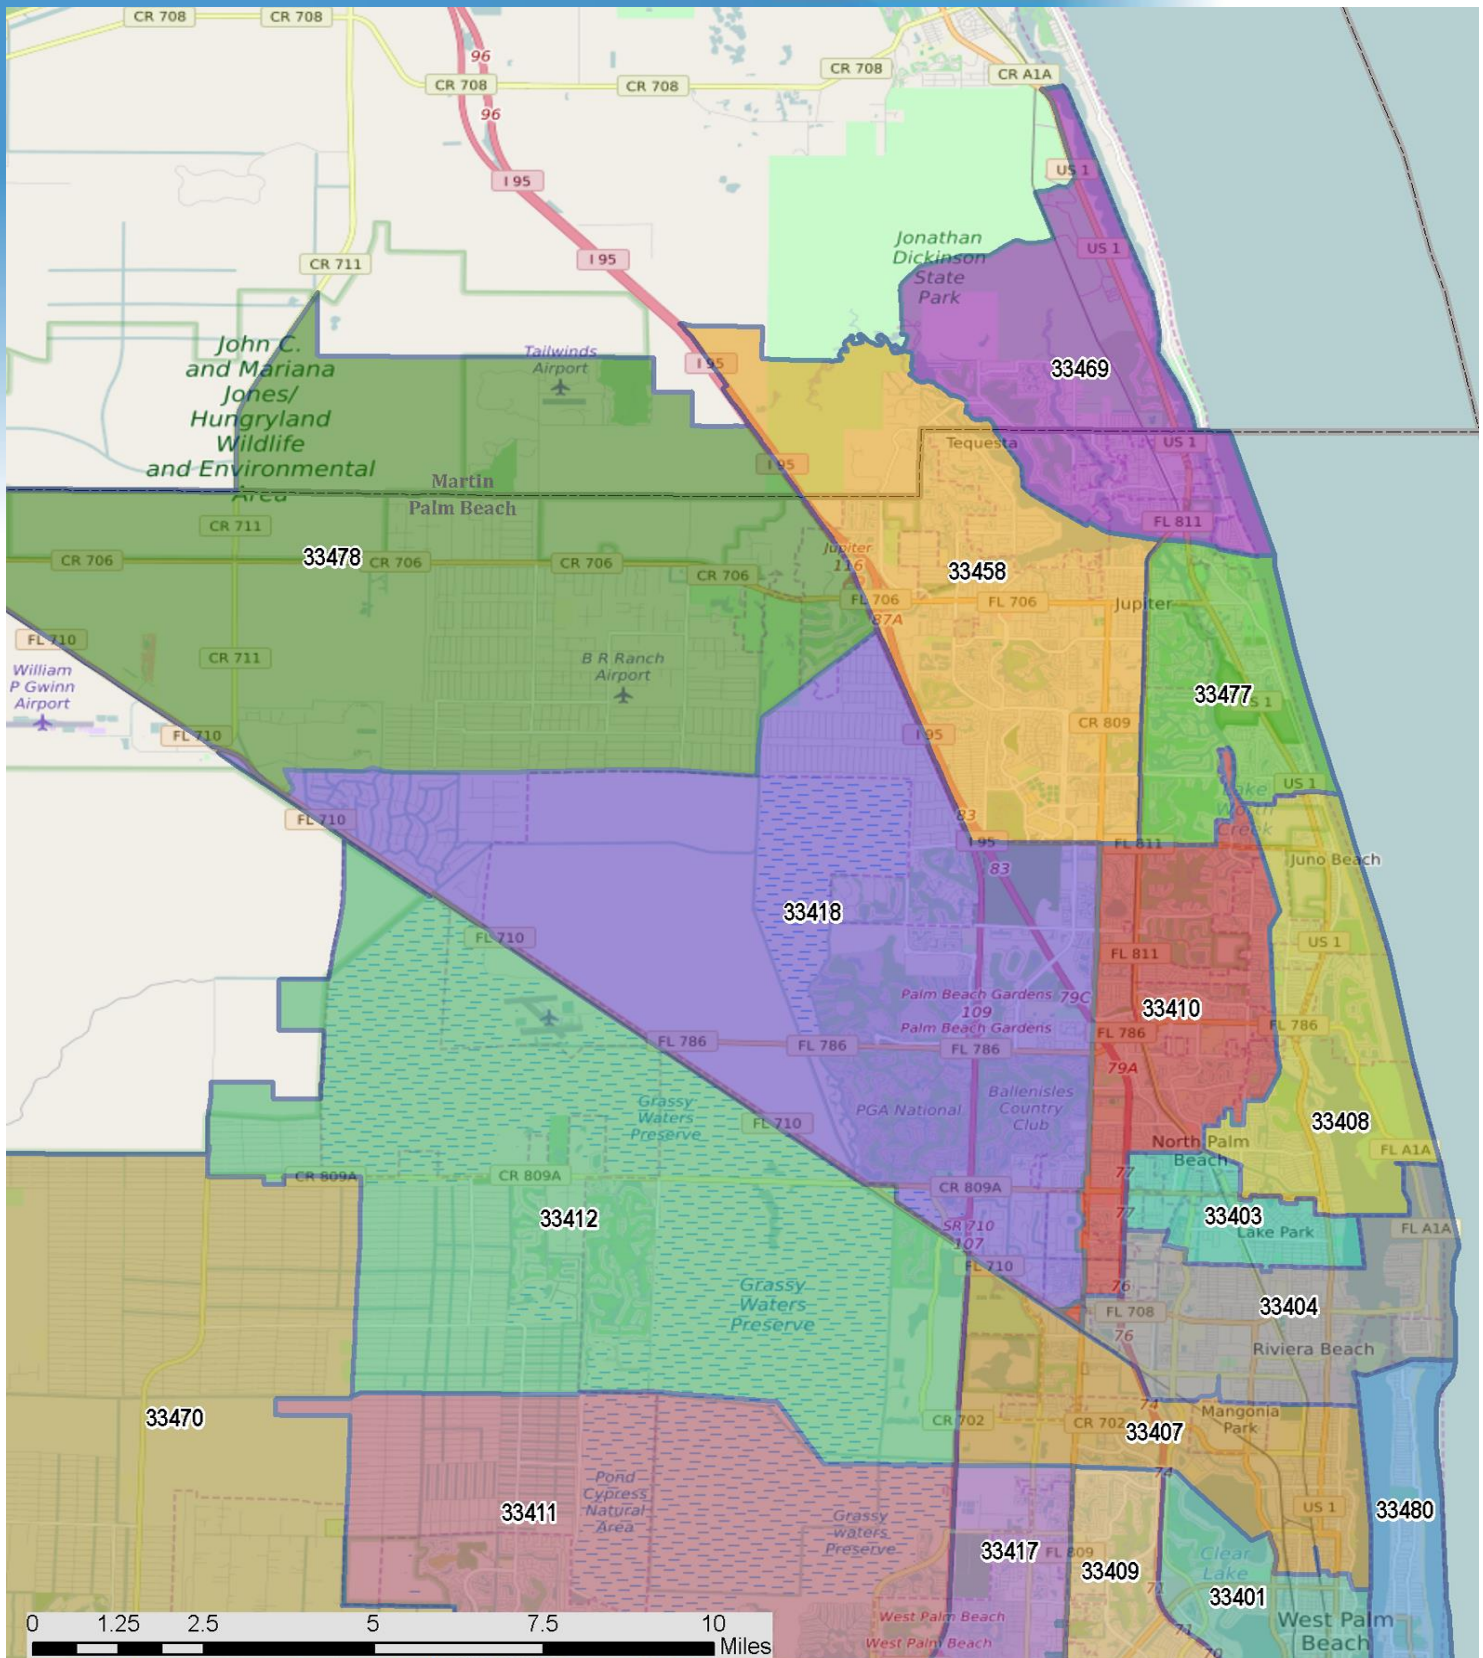 CR 708
CR 708
96
CR 708
CR 708
CR 708
CR A1A
96
I 95
US 1
Jonathan
Dickinson
State
Park
US 1
CR 711
I 95
John C.
and Mariana
Jones/
Hungryland
Wildlife
and Environmental
Area
Tailwinds
Airport
I 95
33469
Tequesta
US 1
I 95
Martin
Palm Beach
CR 711
FL 811
CR 706
33478
CR 706
CR 706
CR 706
Jupiter
116
33458
FL 706
FL 706
Jupiter
87A
FL 710
CR 711
William
P Gwinn
Airport
B R Ranch
Airport
33477
S 1
FL 710
I 95
CR 809
US 1
Lake
Worth
Creek
FL 710
83
I 95
FL 811
83
Juno Beach
33418
FL 710
US 1
FL 811
Palm Beach Gardens
79C
109
Palm Beach Gardens
33410
FL 786
FL 786
FL 786
FL 786
FL 786
79A
Grassy
Waters
Preserve
PGA National
Ballenisles
Country
Club
FL 710
33408
North Palm
Beach
FL A1A
CR 809A
CR 809A
CR 809A
77
77
33412
33403
Lake Park
SR 710
107
FL A1A
FL 710
Grassy
Waters
Preserve
76
FL 708
33404
76
Riviera Beach
33470
CR 702
CR 702
74
33407
Mangonia
Park
74
33411
Pond
Cypress
Natural
Area
Grassy
waters
Preserve
US 1
33480
33417
FL 809
33409
Clear
Lake
71
33401
West Palm Beach
West Palm Beach
71
70
West Palm
Beach
0 1.25 2.5 5 7.5 10
Miles